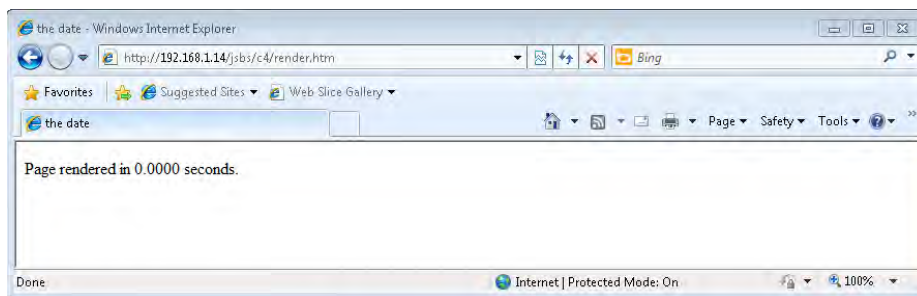 the date - Windows Internet Explorer
http://192.168.1.14/jsbs/c4/render.htm
Bing
Favorites Suggested Sites Web Slice Gallery
the date Page Safety Tools
Page rendered in 0.0000 seconds.
Done Internet | Protected Mode: On 100%